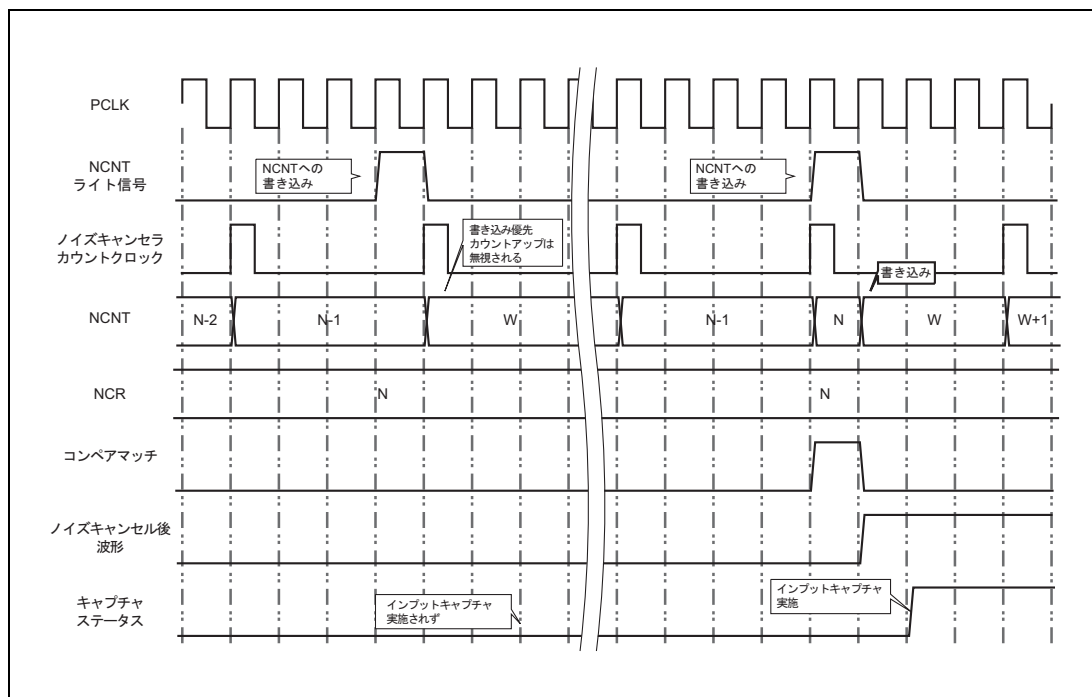 PCLK
NCNT
ライト信号
NCNTへの
書き込み
NCNTへの
書き込み
ノイズキャンセラ
カウントクロック
書き込み優先
カウントアップは
無視される
書き込み
NCNT
N-2
N-1
W
N-1
N
W
W+1
NCR
N
N
コンペアマッチ
ノイズキャンセル後
波形
キャプチャ
ステータス
インプットキャプチャ
実施されず
インプットキャプチャ
実施